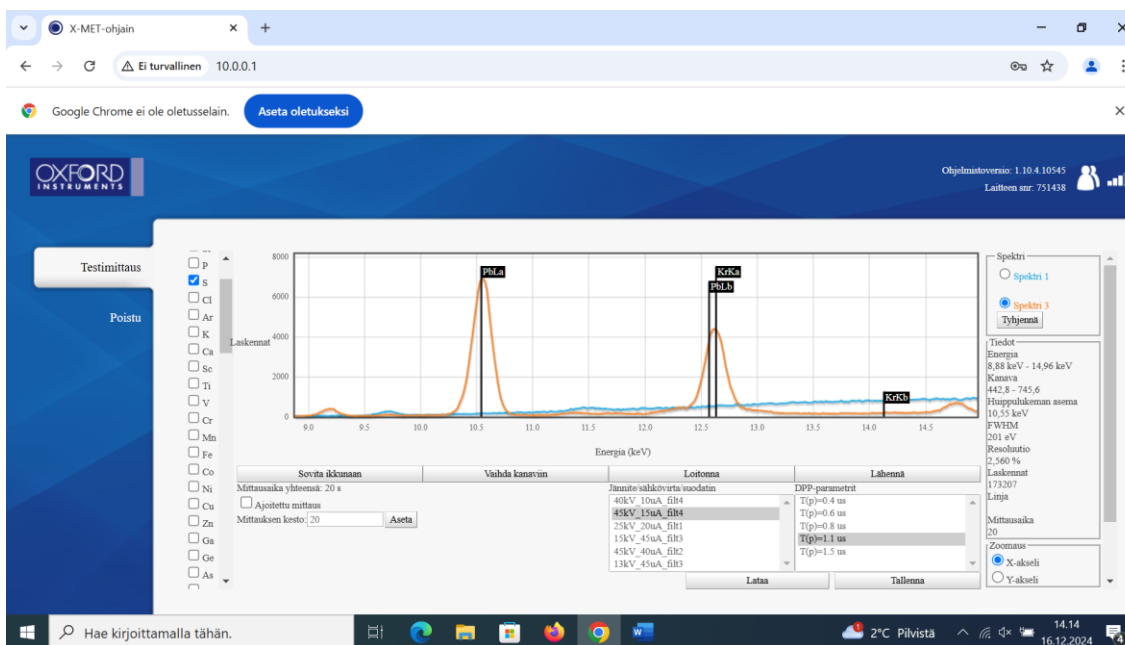 X-MET-ohjain
Ei turvallinen 10.0.0.1
Google Chrome ei ole oletusselain. Aseta oletukseksi
OXFORD
INSTRUMENTS
Ohjelmistoversio: 1.10.4.10545
Laitteen snr: 751438
Testimittaus
Poistu
P
S
Cl
Ar
K
Ca
Sc
Ti
V
Cr
Mn
Fe
Co
Ni
Cu
Zn
Ga
Ge
As
8000
6000
4000
2000
0
Laskennat
PbLa
KrKa
PbLb
KrKb
9.0 9.5 10.0 10.5 11.0 11.5 12.0 12.5 13.0 13.5 14.0 14.5
Energia (keV)
Sovita ikkunaan Vaihda kanaviin Loitonna Lähennä
Mittausaika yhteensä: 20 s
Ajoitettu mittaus
Mittauksen kesto: 20 Aseta
Jännite/sähkövirta/suodatin
40kV_10uA_filt4
45kV_15uA_filt4
25kV_20uA_filt1
15kV_45uA_filt3
45kV_40uA_filt2
13kV_45uA_filt3
DPP-parametrit
T(p)=0.4 us
T(p)=0.6 us
T(p)=0.8 us
T(p)=1.1 us
T(p)=1.5 us
Lataa Tallenna
Spektri
Spektri 1
Spektri 3
Tyhjennä
Tiedot
Energia
8,88 keV - 14,96 keV
Kanava
442,8 - 745,6
Huippulukeman asema
10,55 keV
FWHM
201 eV
Resoluutio
2,560 %
Laskennat
173207
Linja
Mittausaika
20
Zoomaus
X-akseli
Y-akseli
Hae kirjoittamalla tähän.
2°C Pilvistä
14.14
16.12.2024